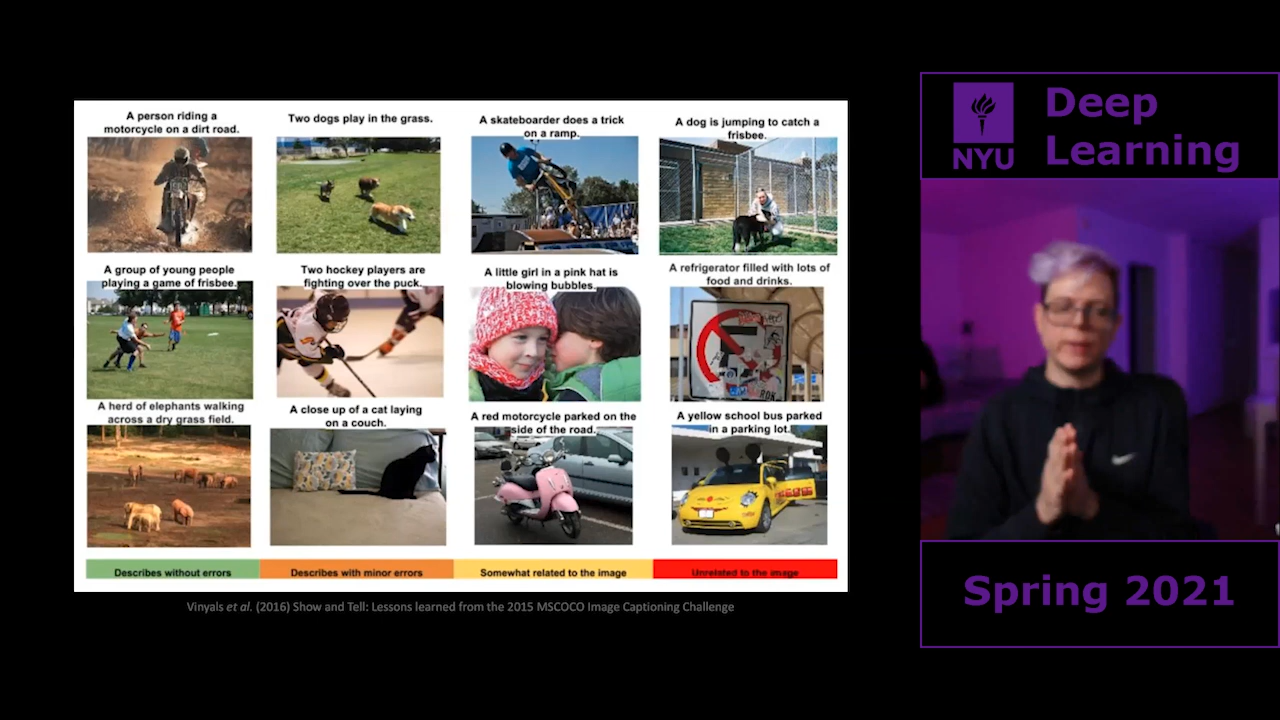 A person riding a
motorcycle on a dirt road.
Two dogs play in the grass.
A skateboarder does a trick
on a ramp.
A dog is jumping to catch a
frisbee.
A group of young people
playing a game of frisbee.
Two hockey players are
fighting over the puck.
A little girl in a pink hat is
blowing bubbles.
A refrigerator filled with lots of
food and drinks.
A herd of elephants walking
across a dry grass field.
A close up of a cat laying
on a couch.
A red motorcycle parked on the
side of the road.
A yellow school bus parked
in a parking lot.
Describes without errors
Describes with minor errors
Somewhat related to the image
Unrelated to the image
Vinyals et al. (2016) Show and Tell: Lessons learned from the 2015 MSCOCO Image Captioning Challenge
NYU
Deep
Learning
Spring 2021